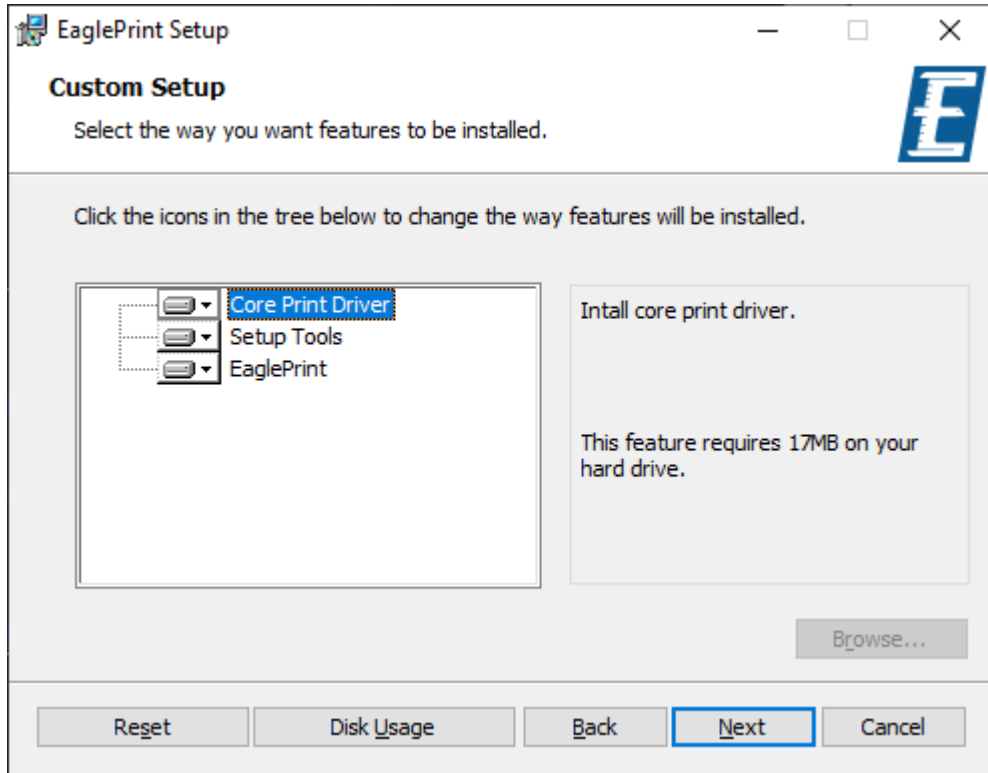 EaglePrint Setup
Custom Setup
Select the way you want features to be installed.
Click the icons in the tree below to change the way features will be installed.
Core Print Driver
Setup Tools
EaglePrint
Intall core print driver.
This feature requires 17MB on your
hard drive.
Browse...
Reset
Disk Usage
Back
Next
Cancel
E